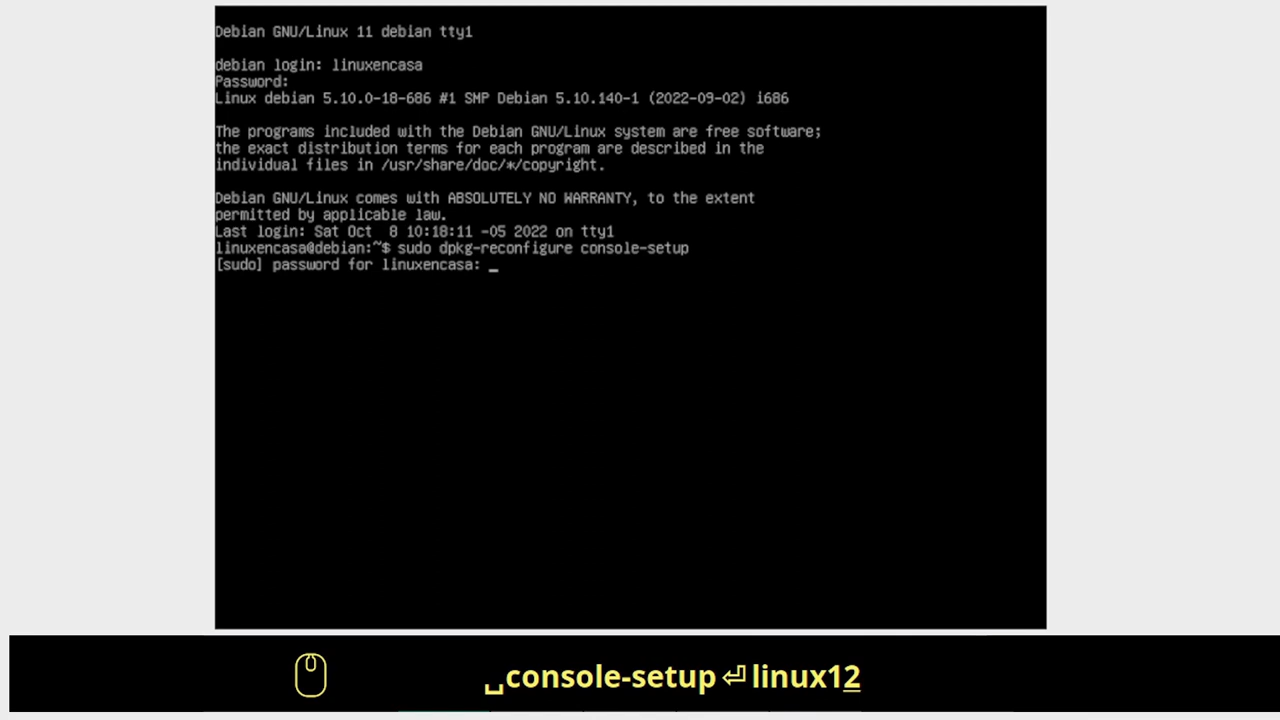 Debian GNU/Linux 11 debian tty1
debian login: linuxencasa
Password:
Linux debian 5.10.0-18-686 #1 SMP Debian 5.10.140-1 (2022-09-02) i686
The programs included with the Debian GNU/Linux system are free software;
the exact distribution terms for each program are described in the
individual files in /usr/share/doc/*/copyright.
Debian GNU/Linux comes with ABSOLUTELY NO WARRANTY, to the extent
permitted by applicable law.
Last login: Sat Oct  8 10:18:11 -05 2022 on tty1
linuxencasa@debian:~$ sudo dpkg-reconfigure console-setup
[sudo] password for linuxencasa: _
␣console-setup⏎linux12